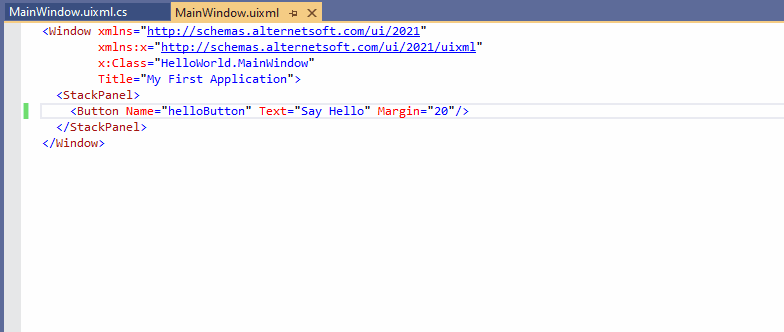 MainWindow.uixml.cs MainWindow.uixml
<Window xmlns="http://schemas.alternetsoft.com/ui/2021"
xmlns:x="http://schemas.alternetsoft.com/ui/2021/uixml"
x:Class="HelloWorld.MainWindow"
Title="My First Application">
<StackPanel>
<Button Name="helloButton" Text="Say Hello" Margin="20"/>
</StackPanel>
</Window>